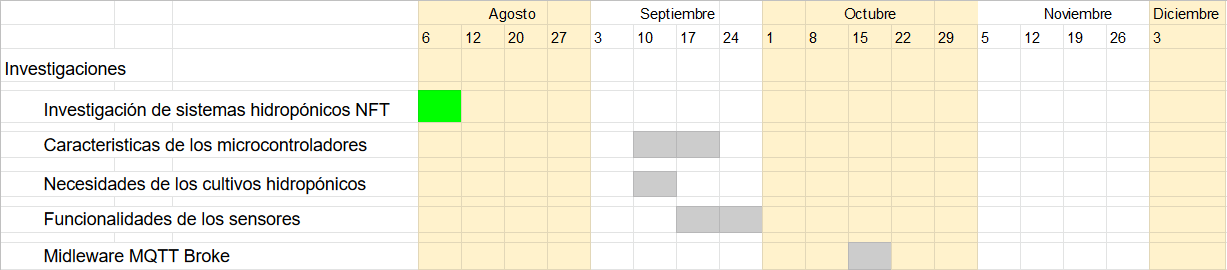 Agosto Septiembre Octubre Noviembre Diciembre
6 12 20 27 3 10 17 24 1 8 15 22 29 5 12 19 26 3
Investigaciones
Investigación de sistemas hidropónicos NFT
Caracteristicas de los microcontroladores
Necesidades de los cultivos hidropónicos
Funcionalidades de los sensores
Midleware MQTT Broke